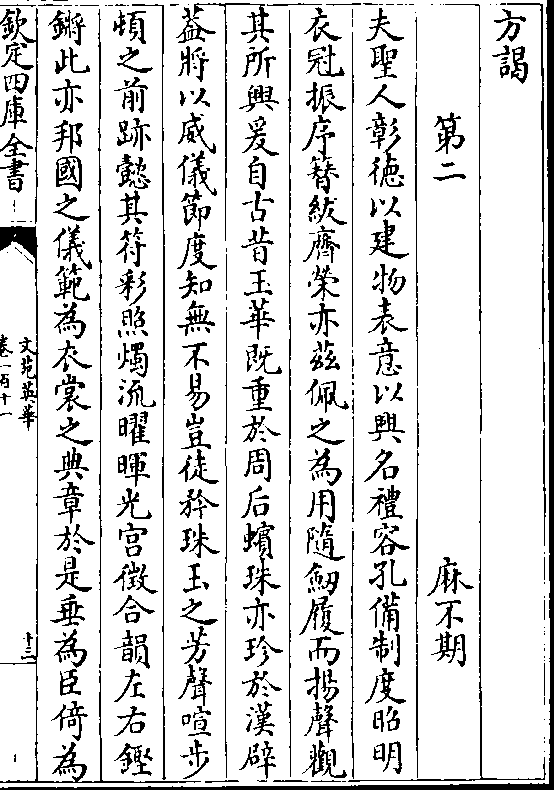 方謁
第二　麻不期
夫聖人彰徳以建物表意以興名禮容孔備制度昭明
衣冠振序簪紱齊榮亦茲佩之為用隨劒履而揚聲觀
其所興爰自古昔玉華既重於周后蠙珠亦珍於漢辟
葢將以威儀節度知無不易豈徒矜珠玉之芳聲喧步
頓之前跡懿其符彩照燭流曜暉光宫徵合韻左右鏗
鏘此亦邦國之儀範為衣裳之典章於是垂為臣倚為
欽定四庫全書
文苑英華
卷一百十一
十三